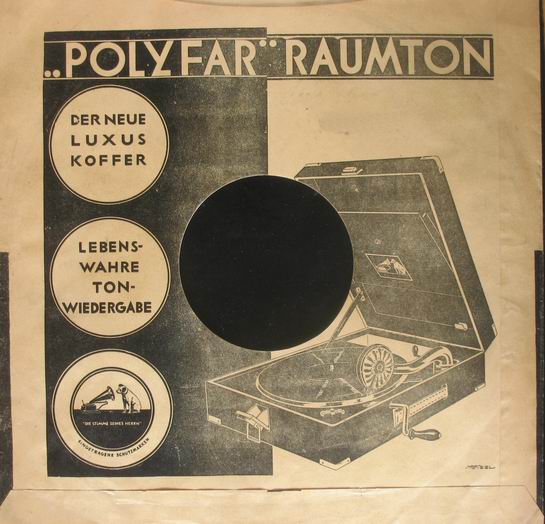 „POLYFAR“ RAUMTON
DER NEUE
LUXUS
KOFFER
LEBENS-
WAHRE
TON-
WIEDERGABE
"DIE STIMME SEINES HERRN"
EINGETRAGENE SCHUTZMARKEN